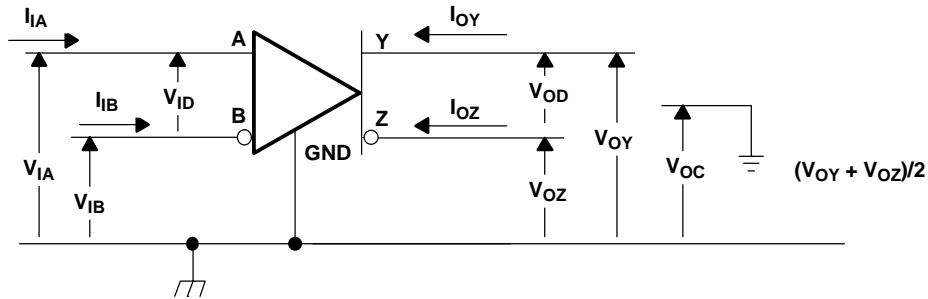 I_IA
I_OY
A
Y
V_ID
V_OD
I_IB
I_OZ
B
Z
V_OY
GND
V_IA
V_OC
(V_OY + V_OZ)/2
V_IB
V_OZ